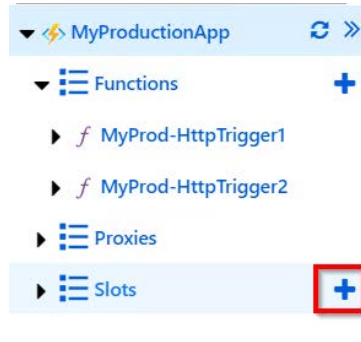 MyProductionApp
Functions
MyProd-HttpTrigger1
MyProd-HttpTrigger2
Proxies
Slots